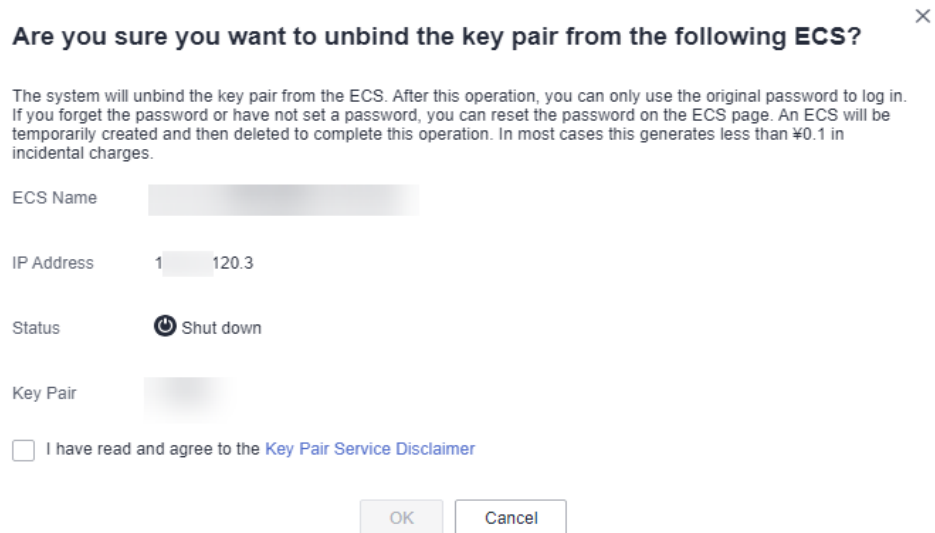 Are you sure you want to unbind the key pair from the following ECS?
The system will unbind the key pair from the ECS. After this operation, you can only use the original password to log in.
If you forget the password or have not set a password, you can reset the password on the ECS page. An ECS will be
temporarily created and then deleted to complete this operation. In most cases this generates less than ¥0.1 in
incidental charges.
ECS Name
IP Address 1 120.3
Status Shut down
Key Pair
I have read and agree to the Key Pair Service Disclaimer
OK Cancel